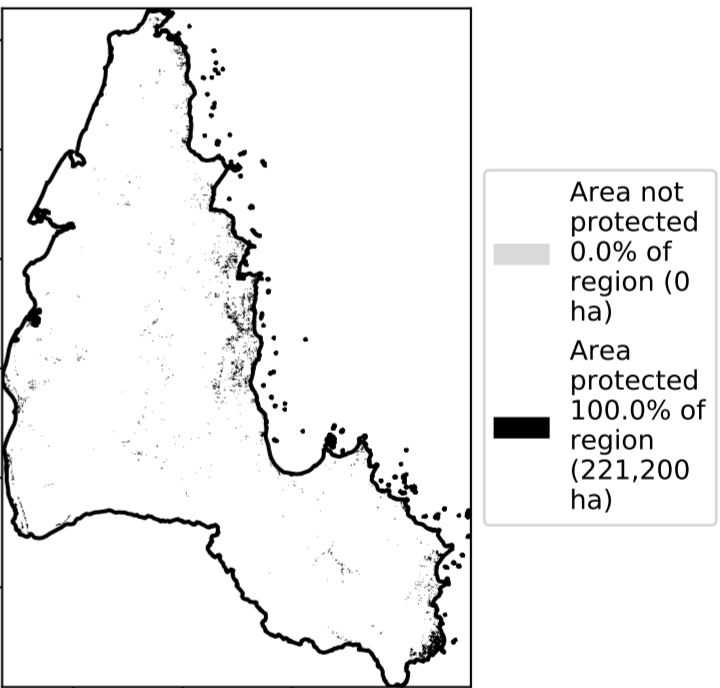 Area not
protected
0.0% of
region (0
ha)
Area
protected
100.0% of
region
(221,200
ha)